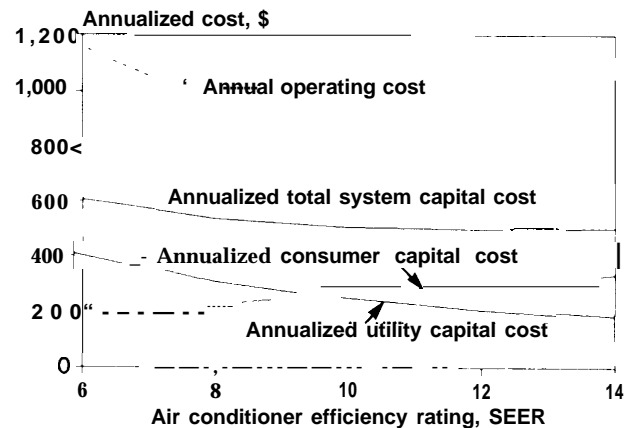 Annualized cost, $
1,200
1,000
Annual operating cost
800<
600
Annualized total system capital cost
400
Annualized consumer capital cost
200“
Annualized utility capital cost
0
6
8
10
12
14
Air conditioner efficiency rating, SEER